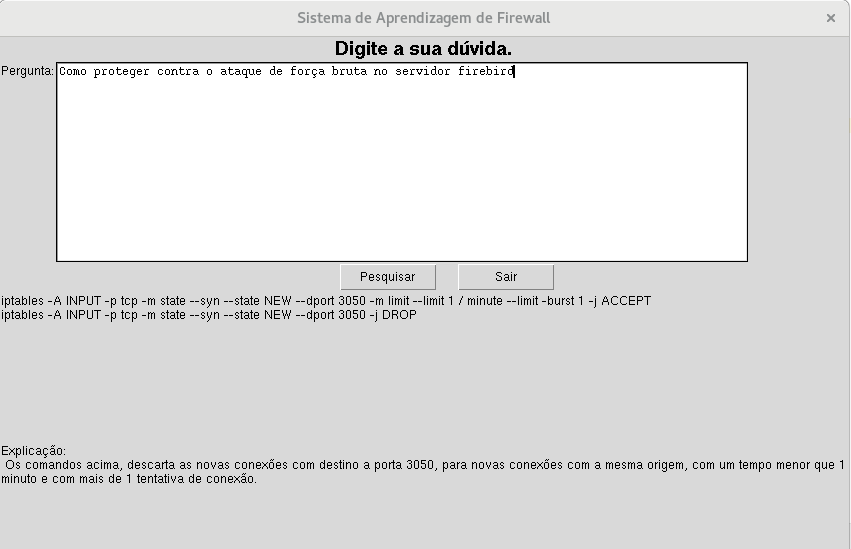 Sistema de Aprendizagem de Firewall ×
Digite a sua dúvida.
Pergunta: Como proteger contra o ataque de força bruta no servidor firebird
Pesquisar Sair
iptables -A INPUT -p tcp -m state --syn --state NEW --dport 3050 -m limit --limit 1 / minute --limit -burst 1 -j ACCEPT
iptables -A INPUT -p tcp -m state --syn --state NEW --dport 3050 -j DROP
Explicação:
Os comandos acima, descarta as novas conexões com destino a porta 3050, para novas conexões com a mesma origem, com um tempo menor que 1
minuto e com mais de 1 tentativa de conexão.